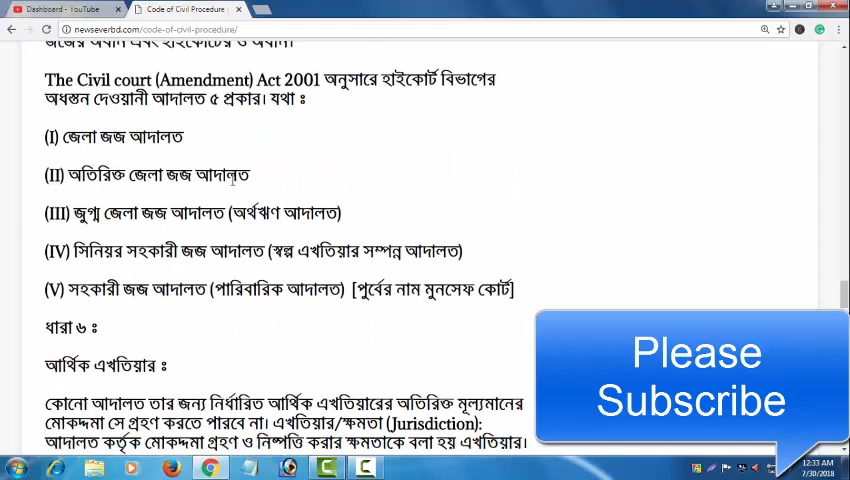 Dashboard - YouTube
Code of Civil Procedure
newseverbd.com/code-of-civil-procedure/
জজের অধীন এবং হাইকোর্টের ও অধীন।
The Civil court (Amendment) Act 2001 অনুসারে হাইকোর্ট বিভাগের
অধস্তন দেওয়ানী আদালত ৫ প্রকার। যথা ঃ
(I) জেলা জজ আদালত
(II) অতিরিক্ত জেলা জজ আদালত
(III) জুগ্ম জেলা জজ আদালত (অর্থঋণ আদালত)
(IV) সিনিয়র সহকারী জজ আদালত (স্বল্প এখতিয়ার সম্পন্ন আদালত)
(V) সহকারী জজ আদালত (পারিবারিক আদালত) [পুর্বের নাম মুনসেফ কোর্ট]
ধারা ৬ ঃ
আর্থিক এখতিয়ার ঃ
কোনো আদালত তার জন্য নির্ধারিত আর্থিক এখতিয়ারের অতিরিক্ত মূল্যমানের
মোকদ্দমা সে গ্রহণ করতে পারবে না। এখতিয়ার/ক্ষমতা (Jurisdiction):
আদালত কর্তৃক মোকদ্দমা গ্রহণ ও নিষ্পত্তি করার ক্ষমতাকে বলা হয় এখতিয়ার।
Please
Subscribe
12:33 AM
7/30/2018